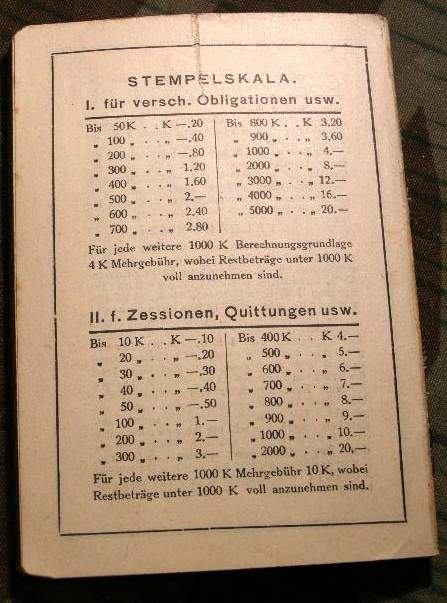 STEMPELSKALA.
I. für versch. Obligationen usw.
Bis 50 K . . K —.20
„ 100 „ . . „ —.40
„ 200 „ . . „ —.80
„ 300 „ . . „ 1.20
„ 400 „ . . „ 1.60
„ 500 „ . . „ 2.—
„ 600 „ . . „ 2.40
„ 700 „ . . „ 2.80
Bis 800 K . . K 3.20
„ 900 „ . . „ 3.60
„ 1000 „ . . „ 4.—
„ 2000 „ . . „ 8.—
„ 3000 „ . . „ 12.—
„ 4000 „ . . „ 16.—
„ 5000 „ . . „ 20.—
Für jede weitere 1000 K Berechnungsgrundlage
4 K Mehrgebühr, wobei Restbeträge unter 1000 K
voll anzunehmen sind.
II. f. Zessionen, Quittungen usw.
Bis 10 K . . K —.10
„ 20 „ . . „ —.20
„ 30 „ . . „ —.30
„ 40 „ . . „ —.40
„ 50 „ . . „ —.50
„ 100 „ . . „ 1.—
„ 200 „ . . „ 2.—
„ 300 „ . . „ 3.—
Bis 400 K . . K 4.—
„ 500 „ . . „ 5.—
„ 600 „ . . „ 6.—
„ 700 „ . . „ 7.—
„ 800 „ . . „ 8.—
„ 900 „ . . „ 9.—
„ 1000 „ . . „ 10.—
„ 2000 „ . . „ 20.—
Für jede weitere 1000 K Mehrgebühr 10 K, wobei
Restbeträge unter 1000 K voll anzunehmen sind.